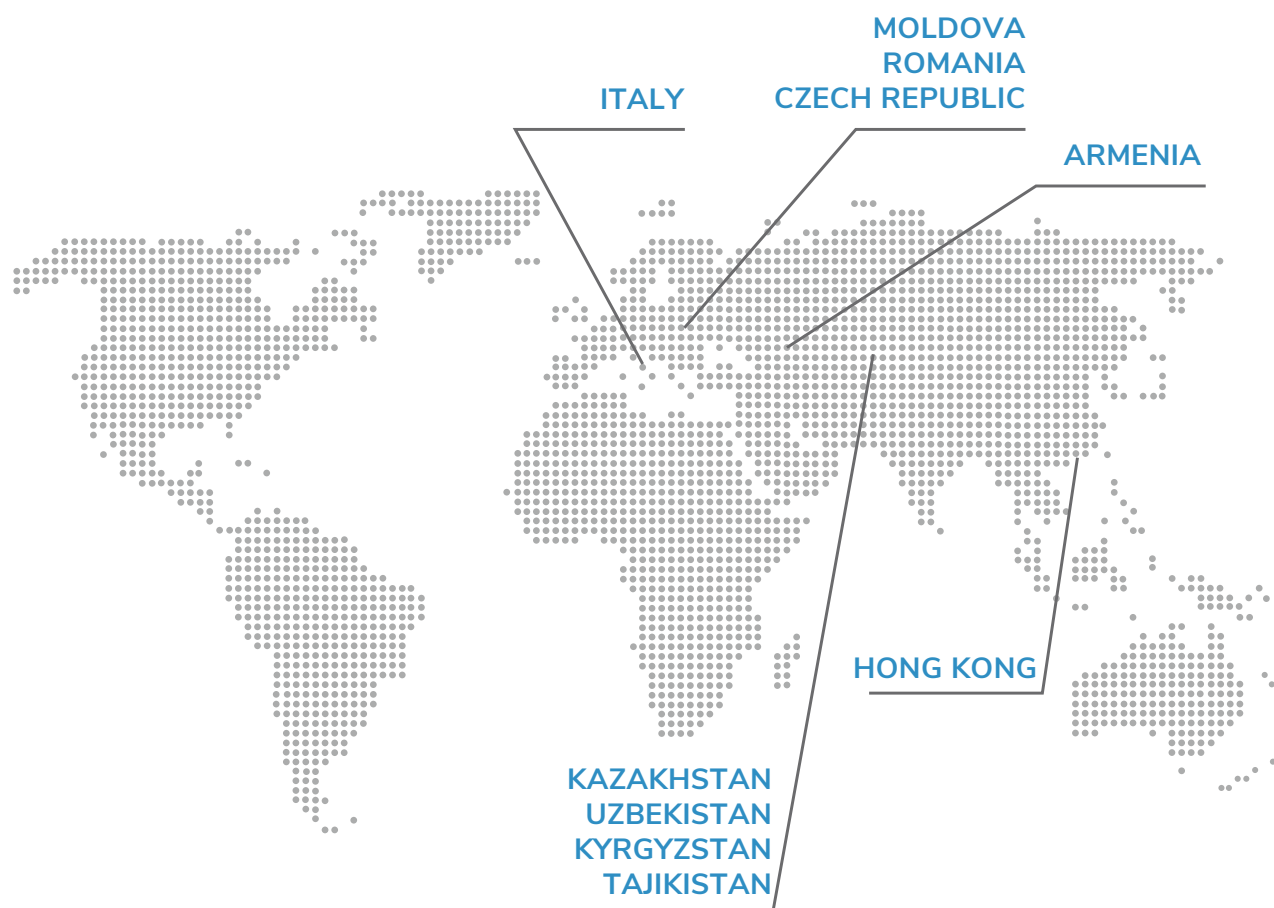 MOLDOVA
ROMANIA
CZECH REPUBLIC
ITALY
ARMENIA
HONG KONG
KAZAKHSTAN
UZBEKISTAN
KYRGYZSTAN
TAJIKISTAN